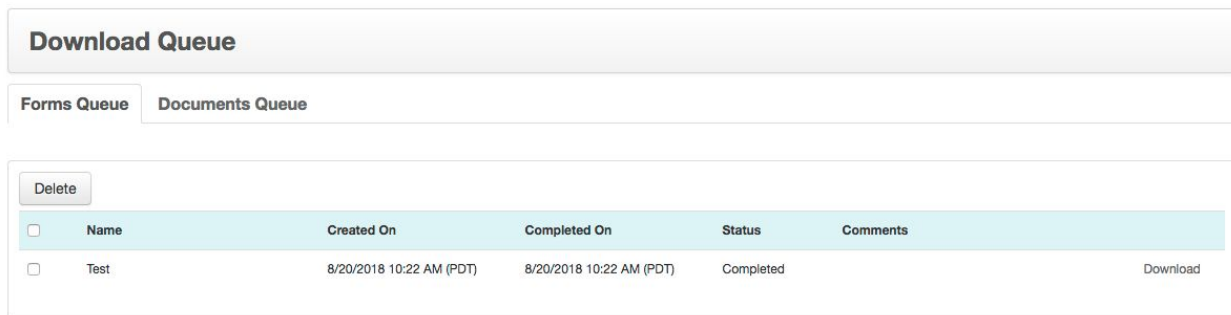 Download Queue
Forms Queue Documents Queue
Delete
Name Created On Completed On Status Comments
Test 8/20/2018 10:22 AM (PDT) 8/20/2018 10:22 AM (PDT) Completed Download